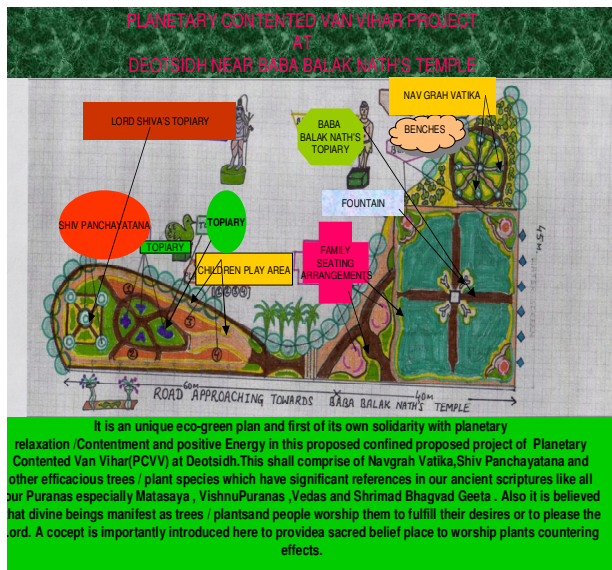 PLANETARY CONTENTED VAN VIHAR PROJECT
AT
DEOTSIDH NEAR BABA BALAK NATH'S TEMPLE
NAV GRAH VATIKA
LORD SHIVA'S TOPIARY
BABA
BALAK NATH'S
TOPIARY
BENCHES
FOUNTAIN
SHIV PANCHAYATANA
TOPIARY
TOPIARY
FAMILY
SEATING
ARRANGEMENTS
CHILDREN PLAY AREA
45M
60M
40M
ROAD APPROACHING TOWARDS BABA BALAK NATH'S TEMPLE
It is an unique eco-green plan and first of its own solidarity with planetary
relaxation /Contentment and positive Energy in this proposed confined proposed project of Planetary
Contented Van Vihar(PCVV) at Deotsidh.This shall comprise of Navgrah Vatika,Shiv Panchayatana and
other efficacious trees / plant species which have significant references in our ancient scriptures like all
our Puranas especially Matasaya , VishnuPuranas ,Vedas and Shrimad Bhagvad Geeta . Also it is believed
that divine beings manifest as trees / plantsand people worship them to fulfill their desires or to please the
Lord. A cocept is importantly introduced here to providea sacred belief place to worship plants countering
effects.